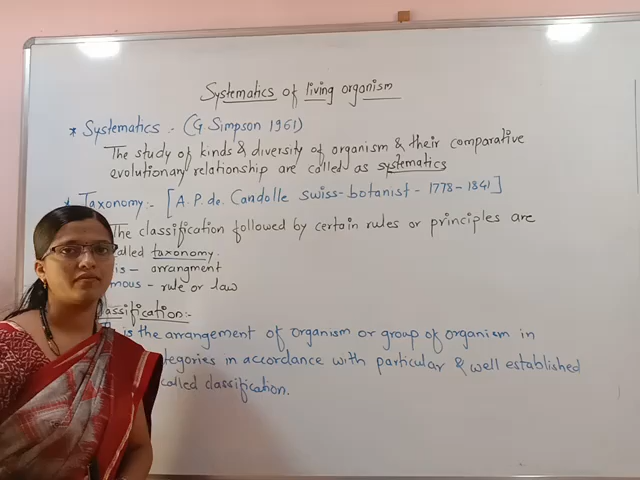 Systematics of living organism
* Systematics :- (G. Simpson 1961)
The study of kinds & diversity of organism & their comparative
evolutionary relationship are called as systematics
* Taxonomy :- [A. P. de. Candolle swiss-botanist - 1778-1841]
The classification followed by certain rules or principles are
called taxonomy.
is - arrangment
mous - rule or law
assification:-
is the arrangement of organism or group of organism in
tegories in accordance with particular & well established
called classification.